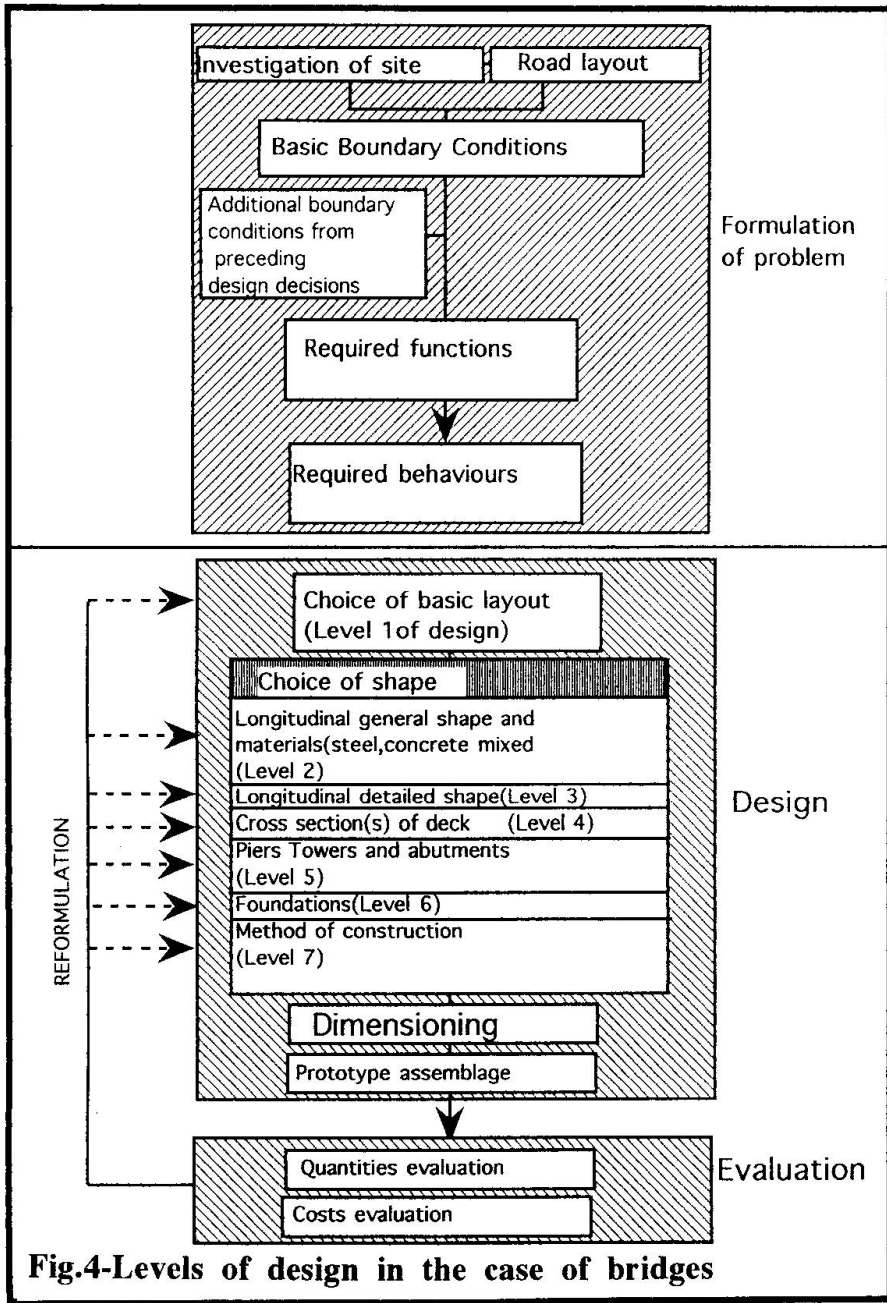 Investigation of site
Road layout
Basic Boundary Conditions
Additional boundary
conditions from
preceding
design decisions
Formulation
of problem
Required functions
Required behaviours
Choice of basic layout
(Level 1of design)
Choice of shape
Longitudinal general shape and
materials(steel,concrete mixed
(Level 2)
Longitudinal detailed shape(Level 3)
Cross section(s) of deck (Level 4)
Piers Towers and abutments
(Level 5)
Foundations(Level 6)
Method of construction
(Level 7)
Design
REFORMULATION
Dimensioning
Prototype assemblage
Quantities evaluation
Evaluation
Costs evaluation
Fig.4-Levels of design in the case of bridges